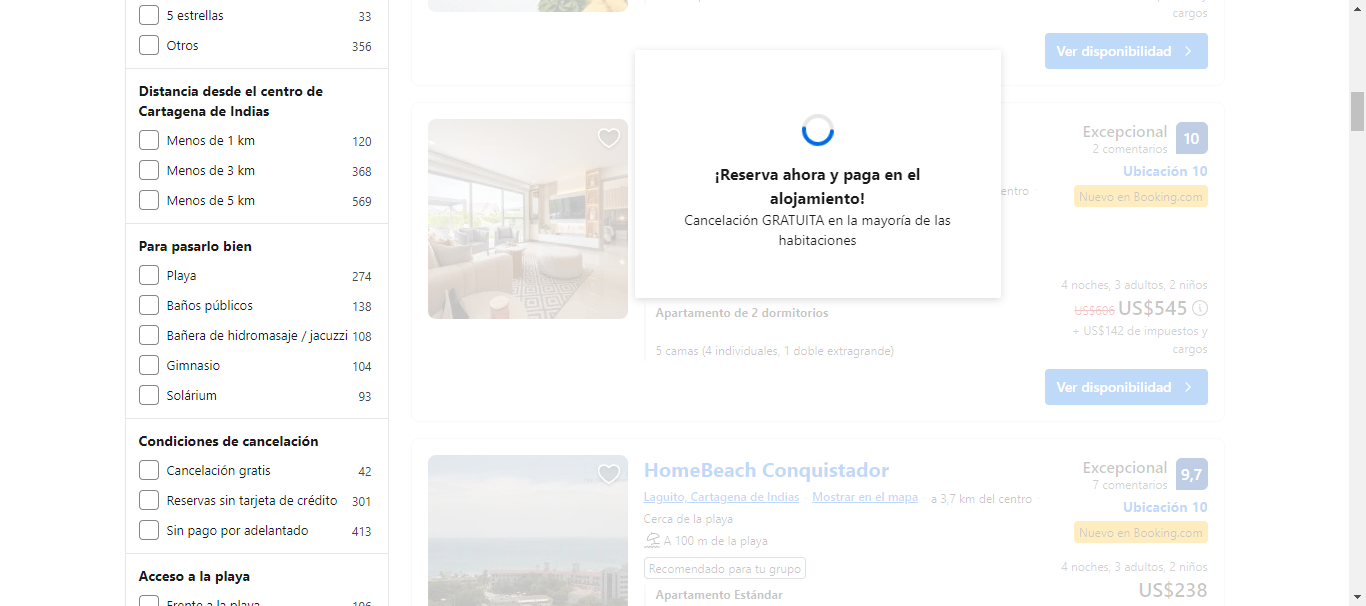 5 estrellas 33
Otros 356
Distancia desde el centro de
Cartagena de Indias
Menos de 1 km 120
Menos de 3 km 368
Menos de 5 km 569
Para pasarlo bien
Playa 274
Baños públicos 138
Bañera de hidromasaje / jacuzzi 108
Gimnasio 104
Solárium 93
Condiciones de cancelación
Cancelación gratis 42
Reservas sin tarjeta de crédito 301
Sin pago por adelantado 413
Acceso a la playa
Frente a la playa 196
cargos
Ver disponibilidad
¡Reserva ahora y paga en el
alojamiento!
Cancelación GRATUITA en la mayoría de las
habitaciones
Excepcional 10
2 comentarios
Ubicación 10
entro
Nuevo en Booking.com
4 noches, 3 adultos, 2 niños
US$606 US$545
+ US$142 de impuestos y
cargos
Apartamento de 2 dormitorios
5 camas (4 individuales, 1 doble extragrande)
Ver disponibilidad
HomeBeach Conquistador
Laguito, Cartagena de Indias Mostrar en el mapa a 3,7 km del centro
Cerca de la playa
A 100 m de la playa
Recomendado para tu grupo
Apartamento Estándar
Excepcional 9,7
7 comentarios
Ubicación 10
Nuevo en Booking.com
4 noches, 3 adultos, 2 niños
US$238